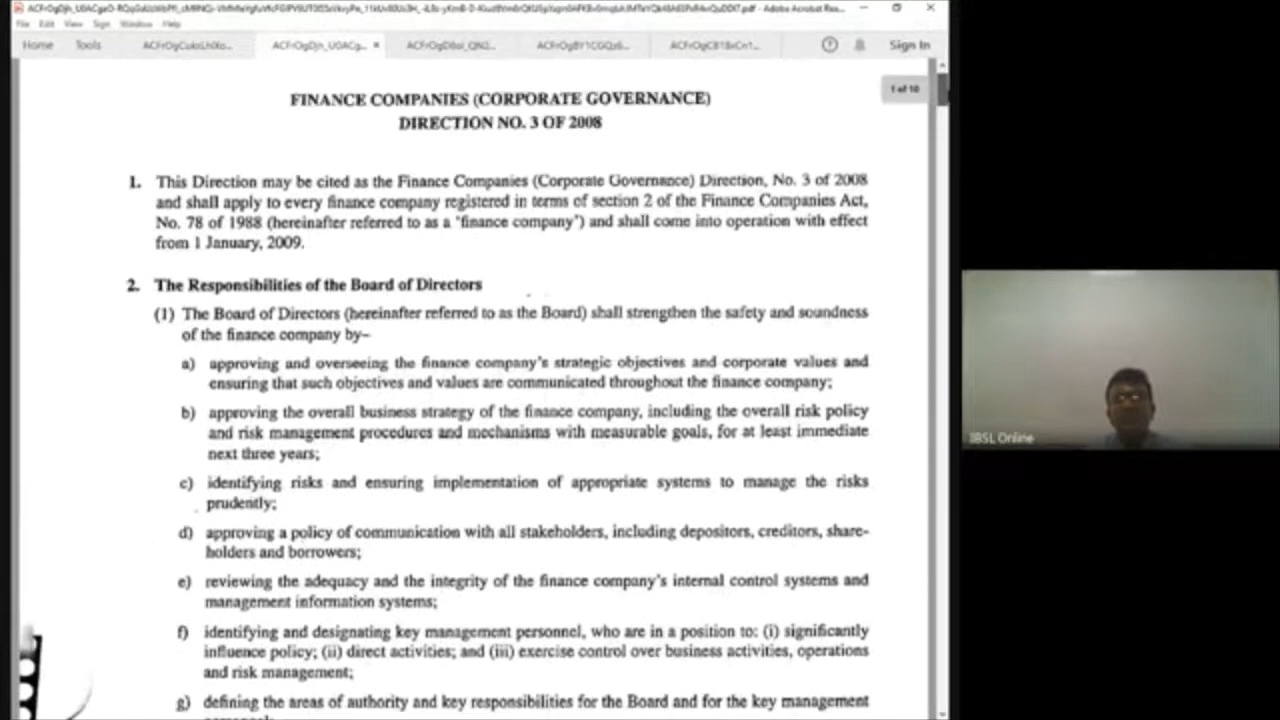 Adobe Acrobat Rea...
File Edit View Sign Window Help
Home Tools Sign In
1 of 10
FINANCE COMPANIES (CORPORATE GOVERNANCE)
DIRECTION NO. 3 OF 2008
1. This Direction may be cited as the Finance Companies (Corporate Governance) Direction, No. 3 of 2008
and shall apply to every finance company registered in terms of section 2 of the Finance Companies Act,
No. 78 of 1988 (hereinafter referred to as a "finance company") and shall come into operation with effect
from 1 January, 2009.
2. The Responsibilities of the Board of Directors
(1) The Board of Directors (hereinafter referred to as the Board) shall strengthen the safety and soundness
of the finance company by–
a) approving and overseeing the finance company's strategic objectives and corporate values and
ensuring that such objectives and values are communicated throughout the finance company;
b) approving the overall business strategy of the finance company, including the overall risk policy
and risk management procedures and mechanisms with measurable goals, for at least immediate
next three years;
c) identifying risks and ensuring implementation of appropriate systems to manage the risks
prudently;
d) approving a policy of communication with all stakeholders, including depositors, creditors, share-
holders and borrowers;
e) reviewing the adequacy and the integrity of the finance company's internal control systems and
management information systems;
f) identifying and designating key management personnel, who are in a position to: (i) significantly
influence policy; (ii) direct activities; and (iii) exercise control over business activities, operations
and risk management;
g) defining the areas of authority and key responsibilities for the Board and for the key management
IBSL Online